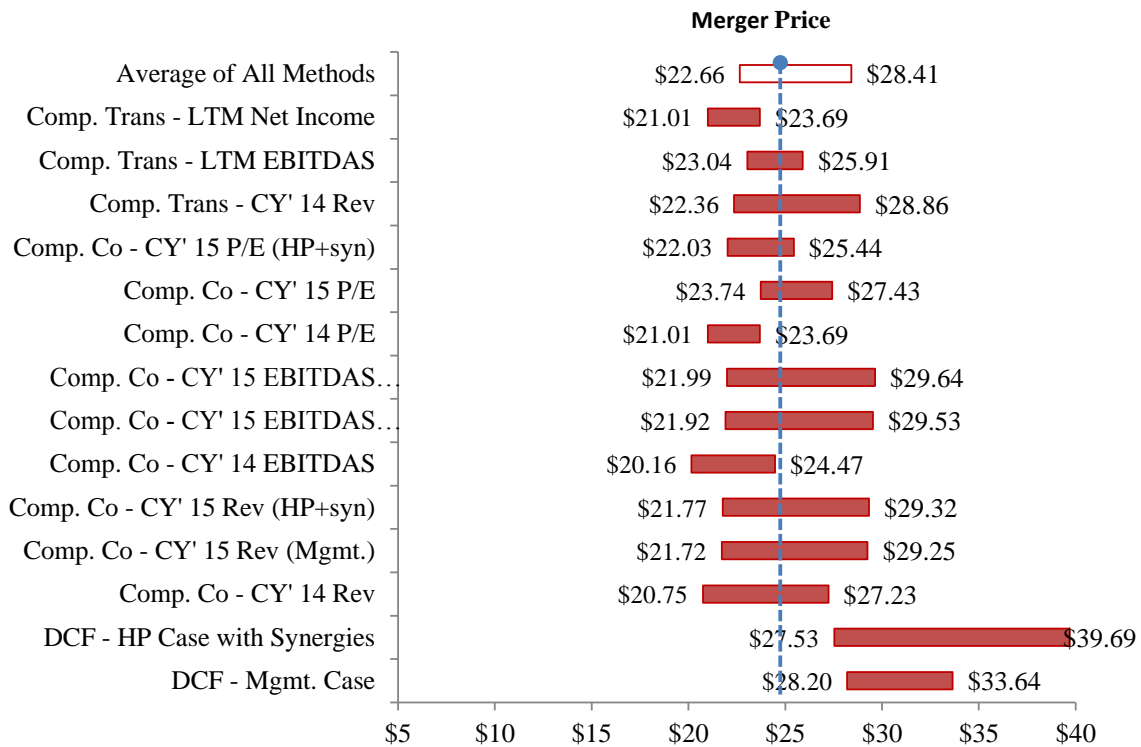 Merger Price
Average of All Methods $22.66 $28.41
Comp. Trans - LTM Net Income $21.01 $23.69
Comp. Trans - LTM EBITDAS $23.04 $25.91
Comp. Trans - CY' 14 Rev $22.36 $28.86
Comp. Co - CY' 15 P/E (HP+syn) $22.03 $25.44
Comp. Co - CY' 15 P/E $23.74 $27.43
Comp. Co - CY' 14 P/E $21.01 $23.69
Comp. Co - CY' 15 EBITDAS… $21.99 $29.64
Comp. Co - CY' 15 EBITDAS… $21.92 $29.53
Comp. Co - CY' 14 EBITDAS $20.16 $24.47
Comp. Co - CY' 15 Rev (HP+syn) $21.77 $29.32
Comp. Co - CY' 15 Rev (Mgmt.) $21.72 $29.25
Comp. Co - CY' 14 Rev $20.75 $27.23
DCF - HP Case with Synergies $27.53 $39.69
DCF - Mgmt. Case $28.20 $33.64
$5 $10 $15 $20 $25 $30 $35 $40